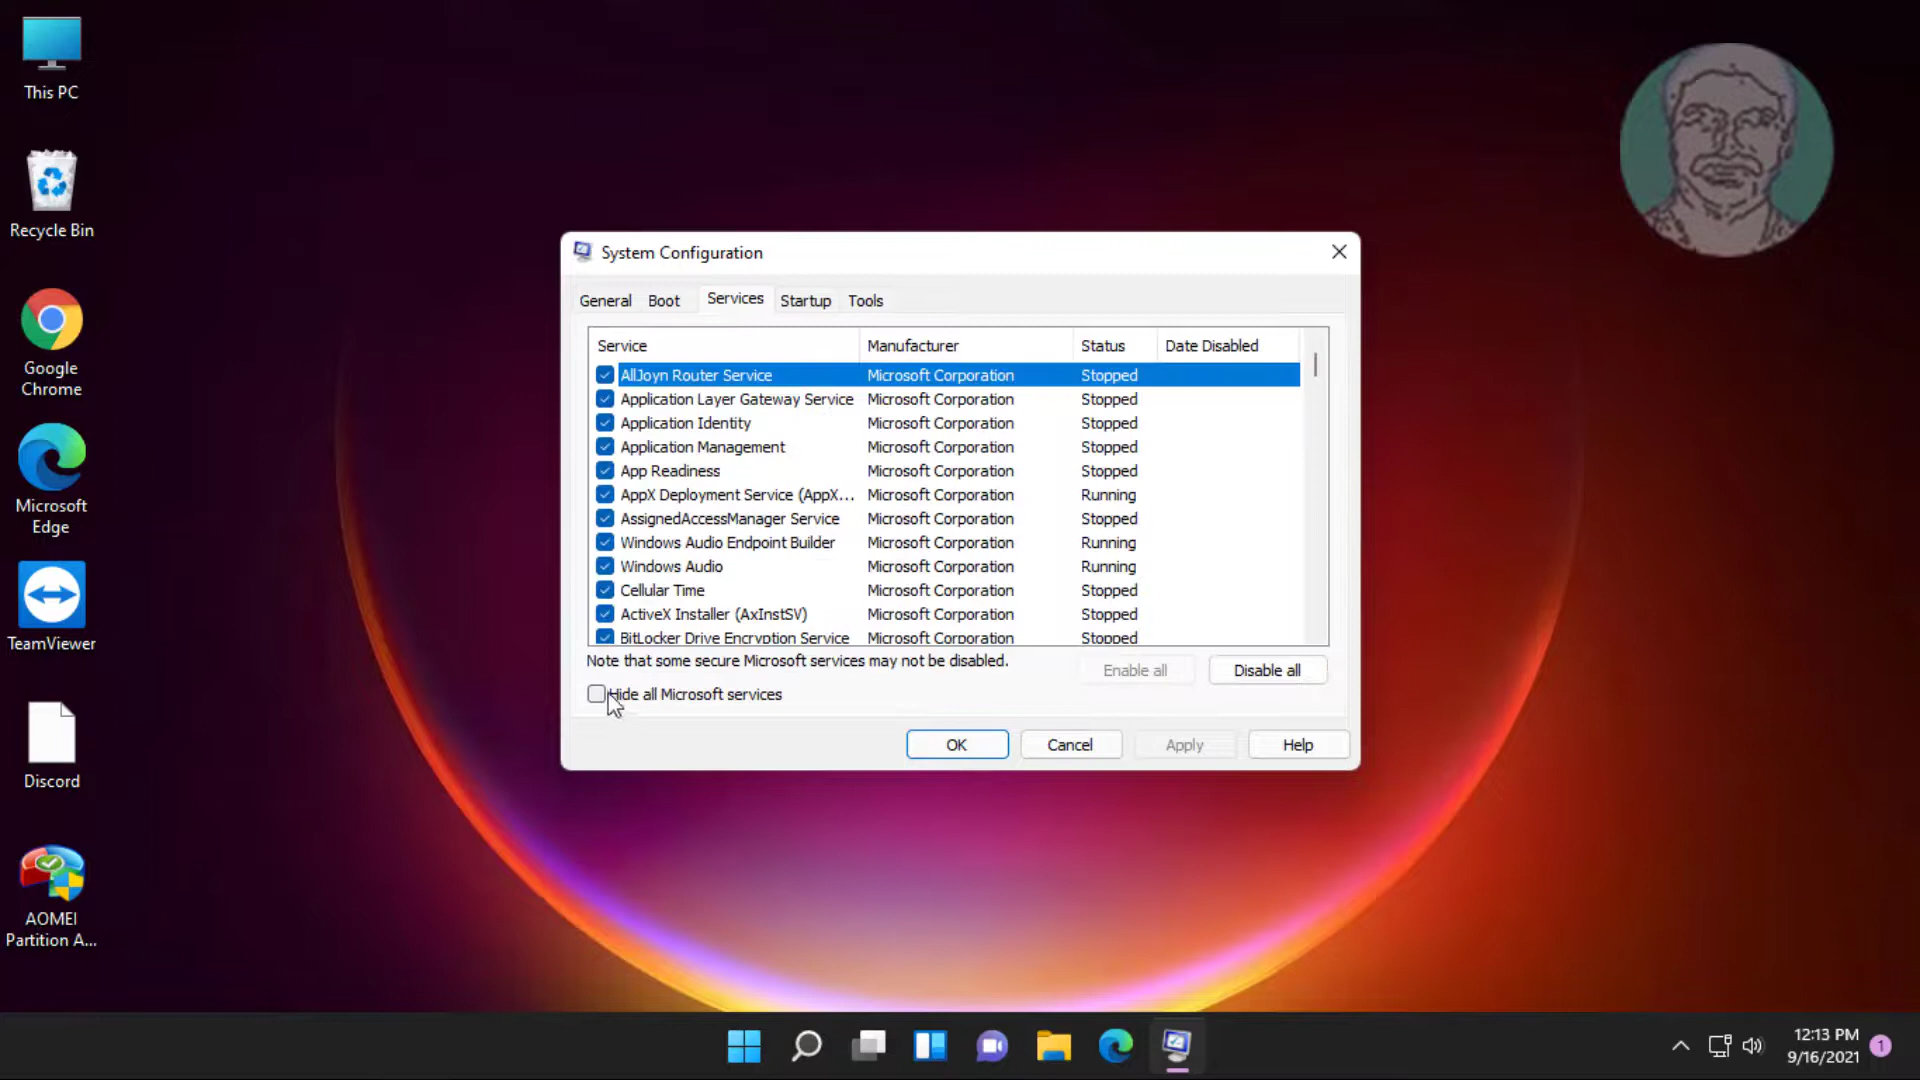 This PC
Recycle Bin
Google
Chrome
Microsoft
Edge
TeamViewer
Discord
AOMEI
Partition A...
System Configuration
General Boot Services Startup Tools
Service Manufacturer Status Date Disabled
AllJoyn Router Service Microsoft Corporation Stopped
Application Layer Gateway Service Microsoft Corporation Stopped
Application Identity Microsoft Corporation Stopped
Application Management Microsoft Corporation Stopped
App Readiness Microsoft Corporation Stopped
AppX Deployment Service (AppX... Microsoft Corporation Running
AssignedAccessManager Service Microsoft Corporation Stopped
Windows Audio Endpoint Builder Microsoft Corporation Running
Windows Audio Microsoft Corporation Running
Cellular Time Microsoft Corporation Stopped
ActiveX Installer (AxInstSV) Microsoft Corporation Stopped
BitLocker Drive Encryption Service Microsoft Corporation Stopped
Note that some secure Microsoft services may not be disabled.
Enable all Disable all
Hide all Microsoft services
OK Cancel Apply Help
12:13 PM
9/16/2021
1